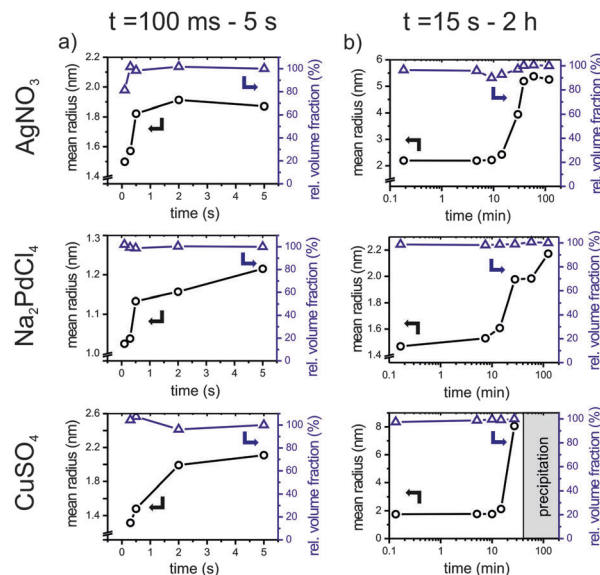 t =100 ms - 5 s
t =15 s - 2 h
a)
b)
AgNO₃
mean radius (nm)
2.2
2.0
1.8
1.6
1.4
rel. volume fraction (%)
100
80
60
40
20
0
0 1 2 3 4 5
time (s)
mean radius (nm)
6
5
4
3
2
rel. volume fraction (%)
100
80
60
40
20
0
0.1 1 10 100
time (min)
Na₂PdCl₄
mean radius (nm)
1.3
1.2
1.1
1.0
rel. volume fraction (%)
100
80
60
40
20
0
0 1 2 3 4 5
time (s)
mean radius (nm)
2.2
2.0
1.8
1.6
1.4
rel. volume fraction (%)
100
80
60
40
20
0
0.1 1 10 100
time (min)
CuSO₄
mean radius (nm)
2.6
2.2
1.8
1.4
rel. volume fraction (%)
100
80
60
40
20
0
0 1 2 3 4 5
time (s)
mean radius (nm)
8
6
4
2
0
precipitation
rel. volume fraction (%)
100
80
60
40
20
0
0.1 1 10 100
time (min)